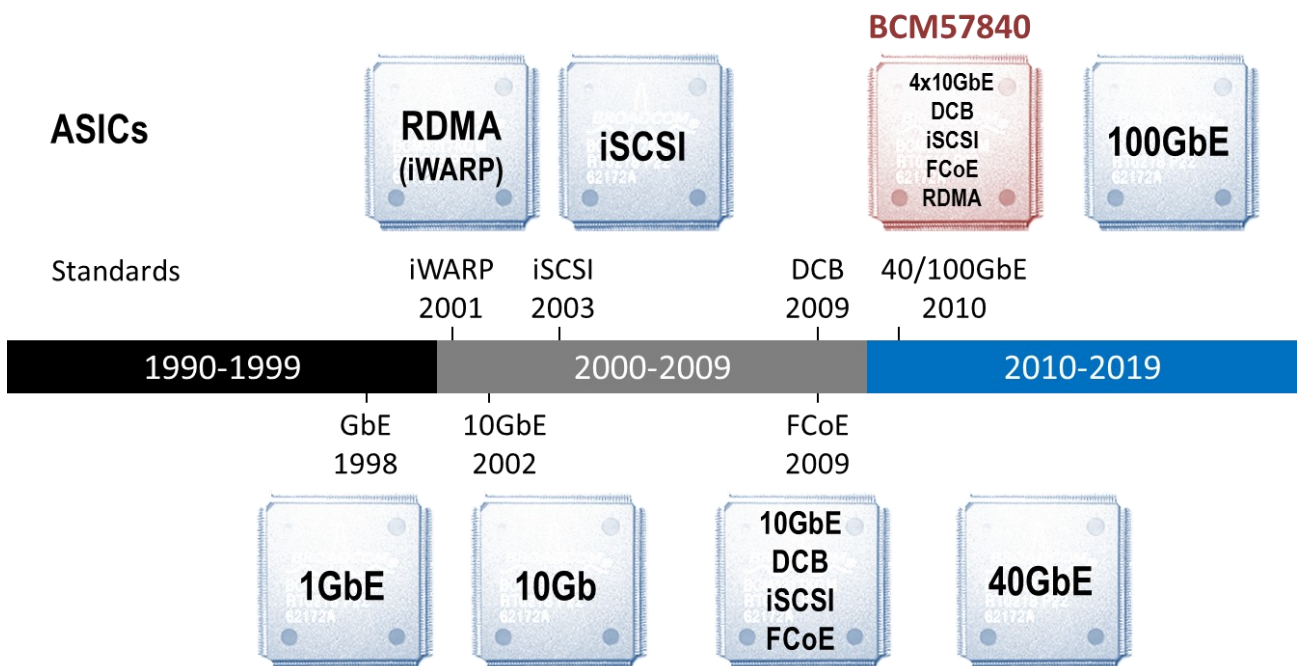 BCM57840
ASICs
RDMA
(iWARP)
iSCSI
4x10GbE
DCB
iSCSI
FCoE
RDMA
100GbE
Standards
iWARP
2001
iSCSI
2003
DCB
2009
40/100GbE
2010
1990-1999
2000-2009
2010-2019
GbE
1998
10GbE
2002
FCoE
2009
1GbE
10Gb
10GbE
DCB
iSCSI
FCoE
40GbE